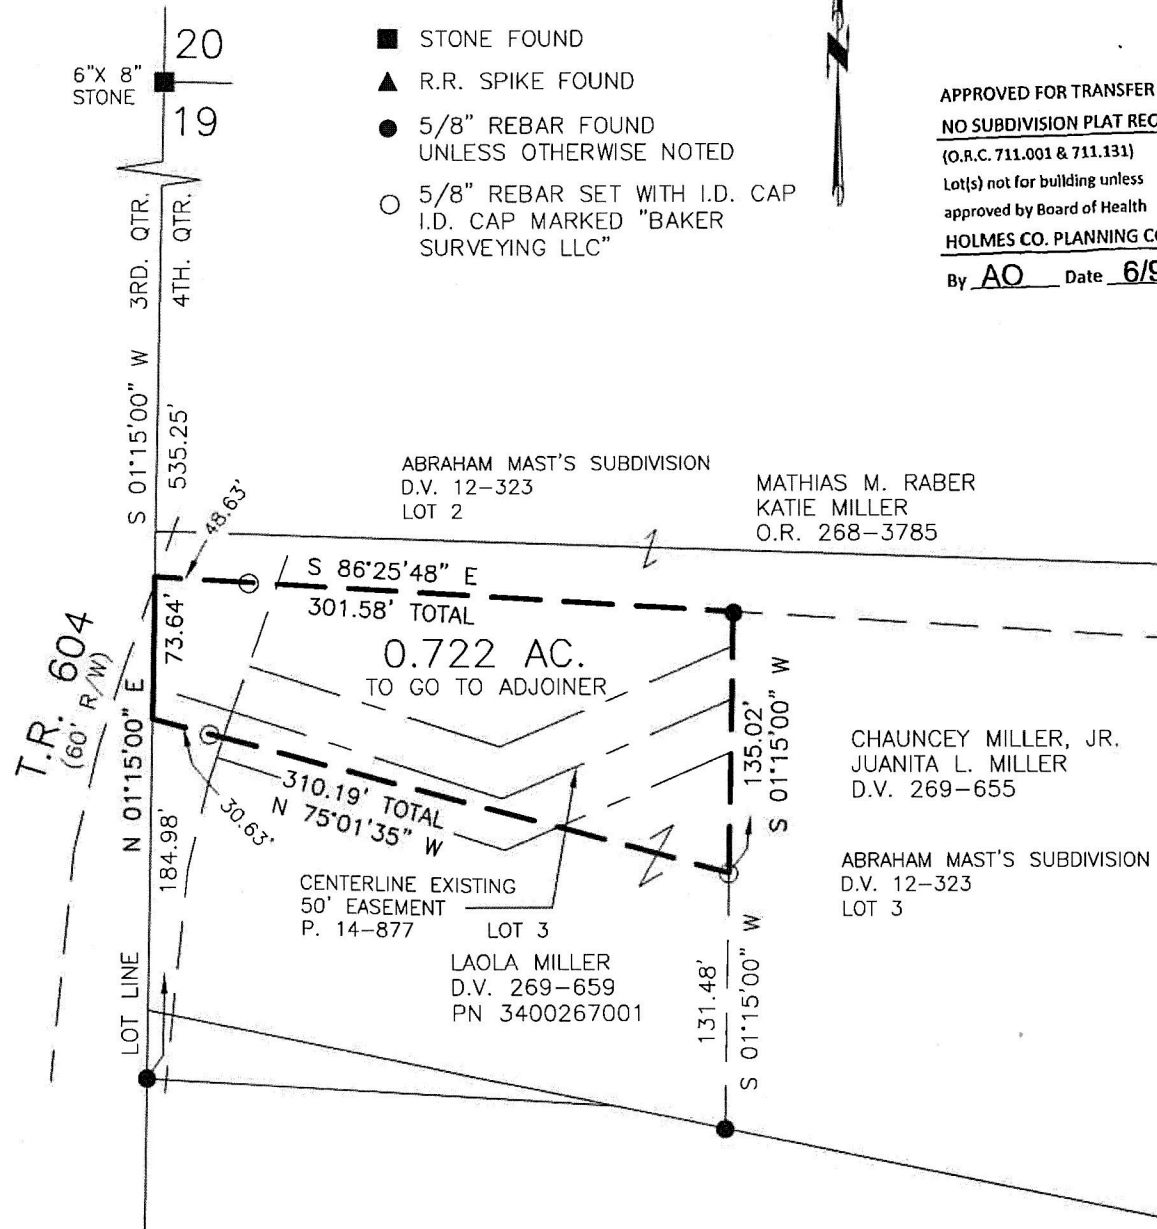 20
6"X 8"
STONE
19
STONE FOUND
R.R. SPIKE FOUND
5/8" REBAR FOUND
UNLESS OTHERWISE NOTED
5/8" REBAR SET WITH I.D. CAP
I.D. CAP MARKED "BAKER
SURVEYING LLC"
APPROVED FOR TRANSFER
NO SUBDIVISION PLAT REC
(O.R.C. 711.001 & 711.131)
Lot(s) not for building unless
approved by Board of Health
HOLMES CO. PLANNING CO
By AO Date 6/9
3RD. QTR.
4TH. QTR.
S 01°15'00" W
535.25'
48.63'
ABRAHAM MAST'S SUBDIVISION
D.V. 12-323
LOT 2
MATHIAS M. RABER
KATIE MILLER
O.R. 268-3785
S 86°25'48" E
301.58' TOTAL
0.722 AC.
TO GO TO ADJOINER
T.R. 604
(60' R/W)
73.64'
N 01°15'00" E
135.02'
S 01°15'00" W
310.19' TOTAL
N 75°01'35" W
30.63'
184.98'
CHAUNCEY MILLER, JR.
JUANITA L. MILLER
D.V. 269-655
ABRAHAM MAST'S SUBDIVISION
D.V. 12-323
LOT 3
CENTERLINE EXISTING
50' EASEMENT
P. 14-877
LOT 3
LAOLA MILLER
D.V. 269-659
PN 3400267001
LOT LINE
131.48'
S 01°15'00" W